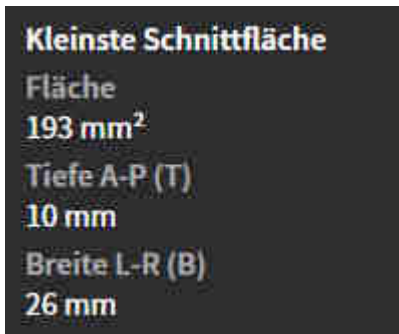 Kleinste Schnittfläche
Fläche
193 mm²
Tiefe A-P (T)
10 mm
Breite L-R (B)
26 mm